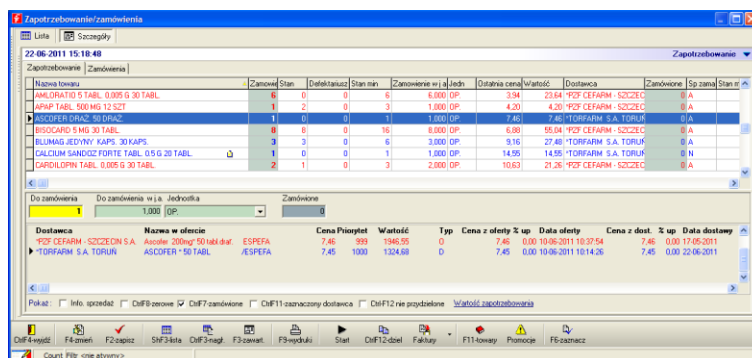 Zapotrzebowanie/zamówienia
Lista Szczegóły
22-06-2011 15:18:48 Zapotrzebowanie
Zapotrzebowanie Zamówienia
Nazwa towaru Zamowie Stan Defektariusz Stan min Zamowienie w j a Jedn Ostatnia cena Wartość Dostawca Zamówione Sp zama Stan m
AMLORATIO 5 TABL. 0,005 G 30 TABL. 6 0 0 6 6,000 OP. 3,94 23,64 *PZF CEFARM - SZCZEC 0 A
APAP TABL. 500 MG 12 SZT 1 2 0 3 1,000 OP. 4,20 4,20 *PZF CEFARM - SZCZEC 0 A
ASCOFER DRAŻ. 50 DRAŻ. 1 0 0 1 1,000 OP. 7,46 7,46 *TORFARM S.A. TORUŃ 0 A
BISOCARD 5 MG 30 TABL. 8 8 0 16 8,000 OP. 6,88 55,04 *PZF CEFARM - SZCZEC 0 A
BLUMAG JEDYNY KAPS. 30 KAPS. 3 3 0 6 3,000 OP. 9,16 27,48 *TORFARM S.A. TORUŃ 0 A
CALCIUM SANDOZ FORTE TABL. 0,5 G 20 TABL. 1 0 0 1 1,000 OP. 14,55 14,55 *TORFARM S.A. TORUŃ 0 N
CARDILOPIN TABL. 0,005 G 30 TABL. 2 1 0 3 2,000 OP. 10,63 21,26 *PZF CEFARM - SZCZEC 0 A
Do zamówienia Do zamówienia w j.a. Jednostka Zamówione
1 1,000 OP. 0
Dostawca Nazwa w ofercie Cena Priorytet Wartość Typ Cena z oferty % up Data oferty Cena z dost. % up Data dostawy
*PZF CEFARM - SZCZECIN S.A. Ascofer 200mg* 50 tabl.draż. ESPEFA 7,46 999 1946,55 O 7,46 0,00 10-06-2011 10:37:54 7,46 0,00 17-05-2011
*TORFARM S.A. TORUŃ ASCOFER * 50 TABL /ESPEFA 7,45 1000 1324,68 D 7,45 0,00 10-06-2011 10:14:26 7,45 0,00 22-06-2011
Pokaż: Info. sprzedaż CtrlF8-zerowe CtrlF7-zamówione CtrlF11-zaznaczony dostawca Ctrl-F12 nie przydzielone Wartość zapotrzebowania
CtrlF4-wyjdź F4-zmień F2-zapisz ShF3-lista CtrlF3-nagł. F3-zawart. F9-wydruki Start CtrlF12-dziel Faktury F11-towary Promocje F6-zaznacz
Count Filtr <nie aktywny>